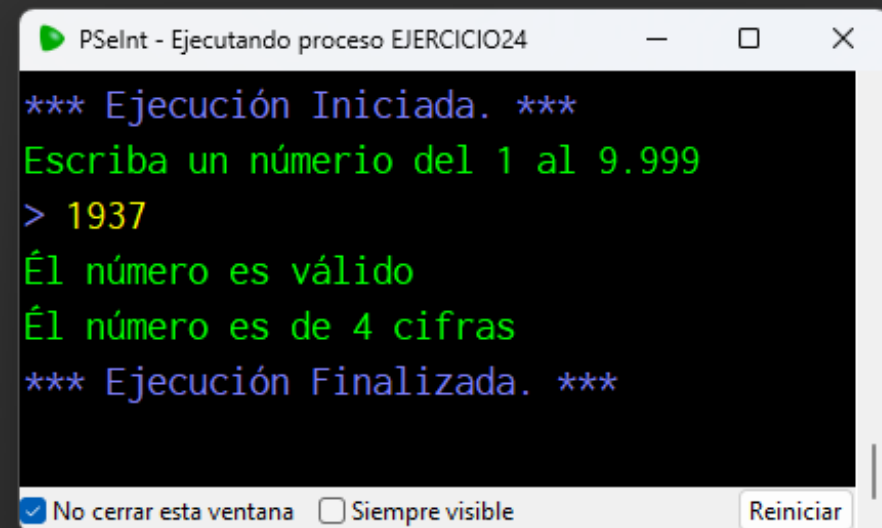 PSeInt - Ejecutando proceso EJERCICIO24
*** Ejecución Iniciada. ***
Escriba un númerio del 1 al 9.999
> 1937
Él número es válido
Él número es de 4 cifras
*** Ejecución Finalizada. ***
No cerrar esta ventana Siempre visible Reiniciar